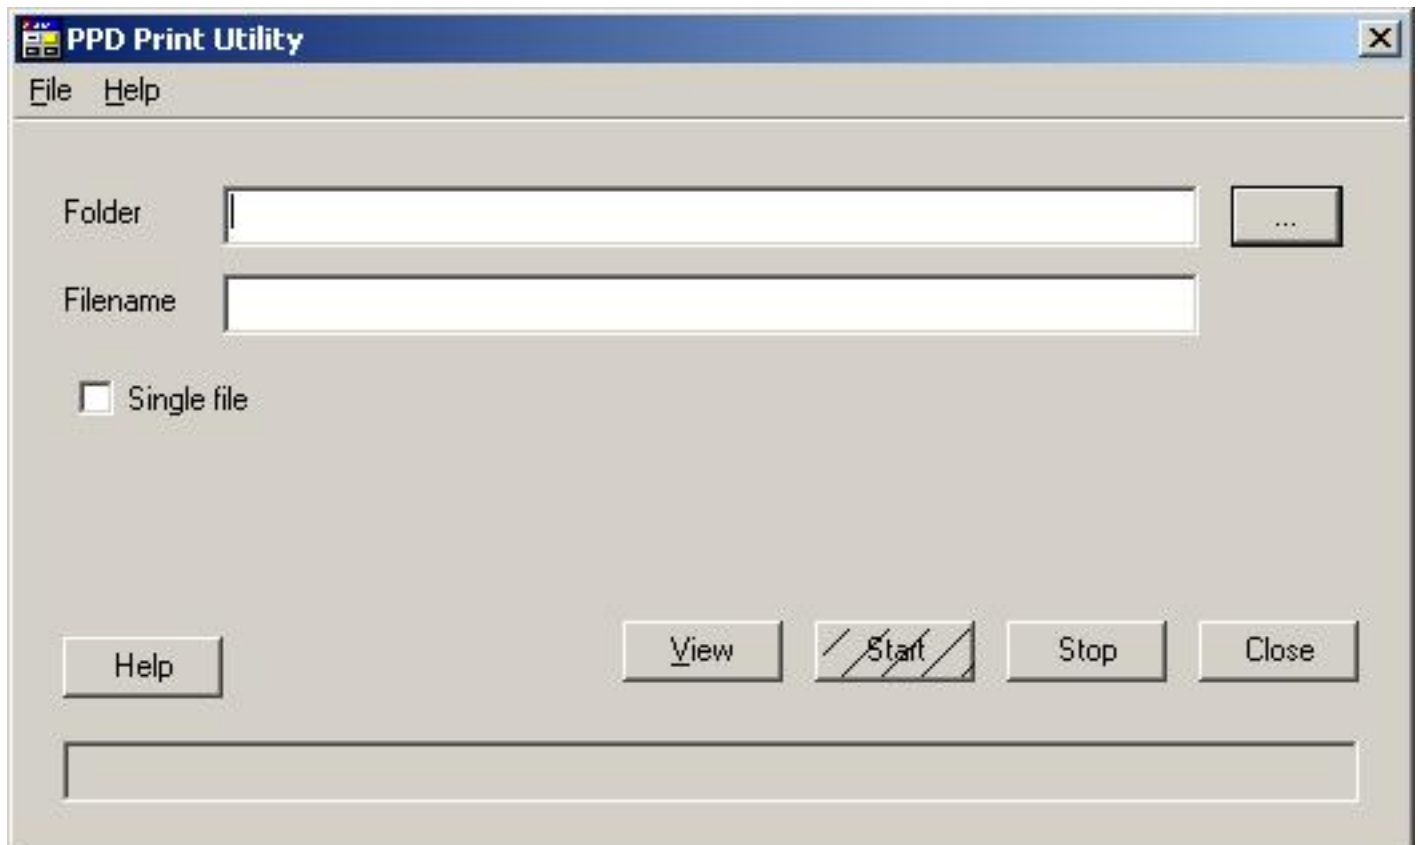 PPD Print Utility
File Help
Folder ...
Filename
Single file
Help View Start Stop Close